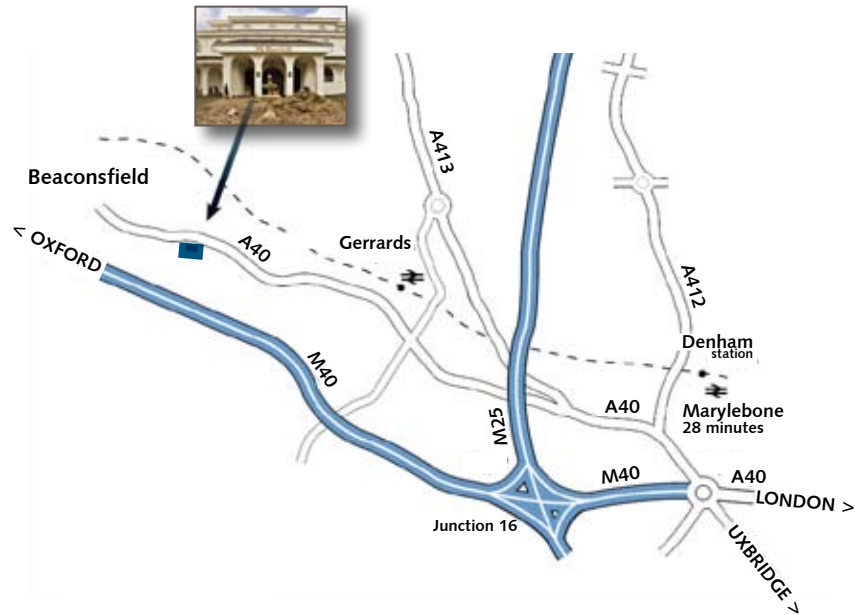 A413
Beaconsfield
< OXFORD
A40
Gerrards
A412
Denham
station
M40
M25
A40
Marylebone
28 minutes
M40
A40
LONDON >
Junction 16
UXBRIDGE >